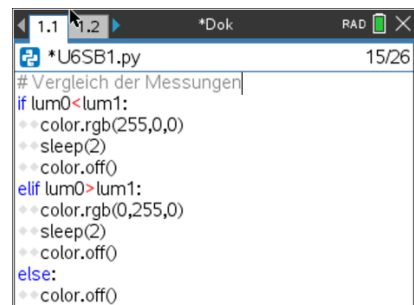 1.1 1.2 *Dok RAD
*U6SB1.py 15/26
# Vergleich der Messungen
if lum0<lum1:
color.rgb(255,0,0)
sleep(2)
color.off()
elif lum0>lum1:
color.rgb(0,255,0)
sleep(2)
color.off()
else:
color.off()